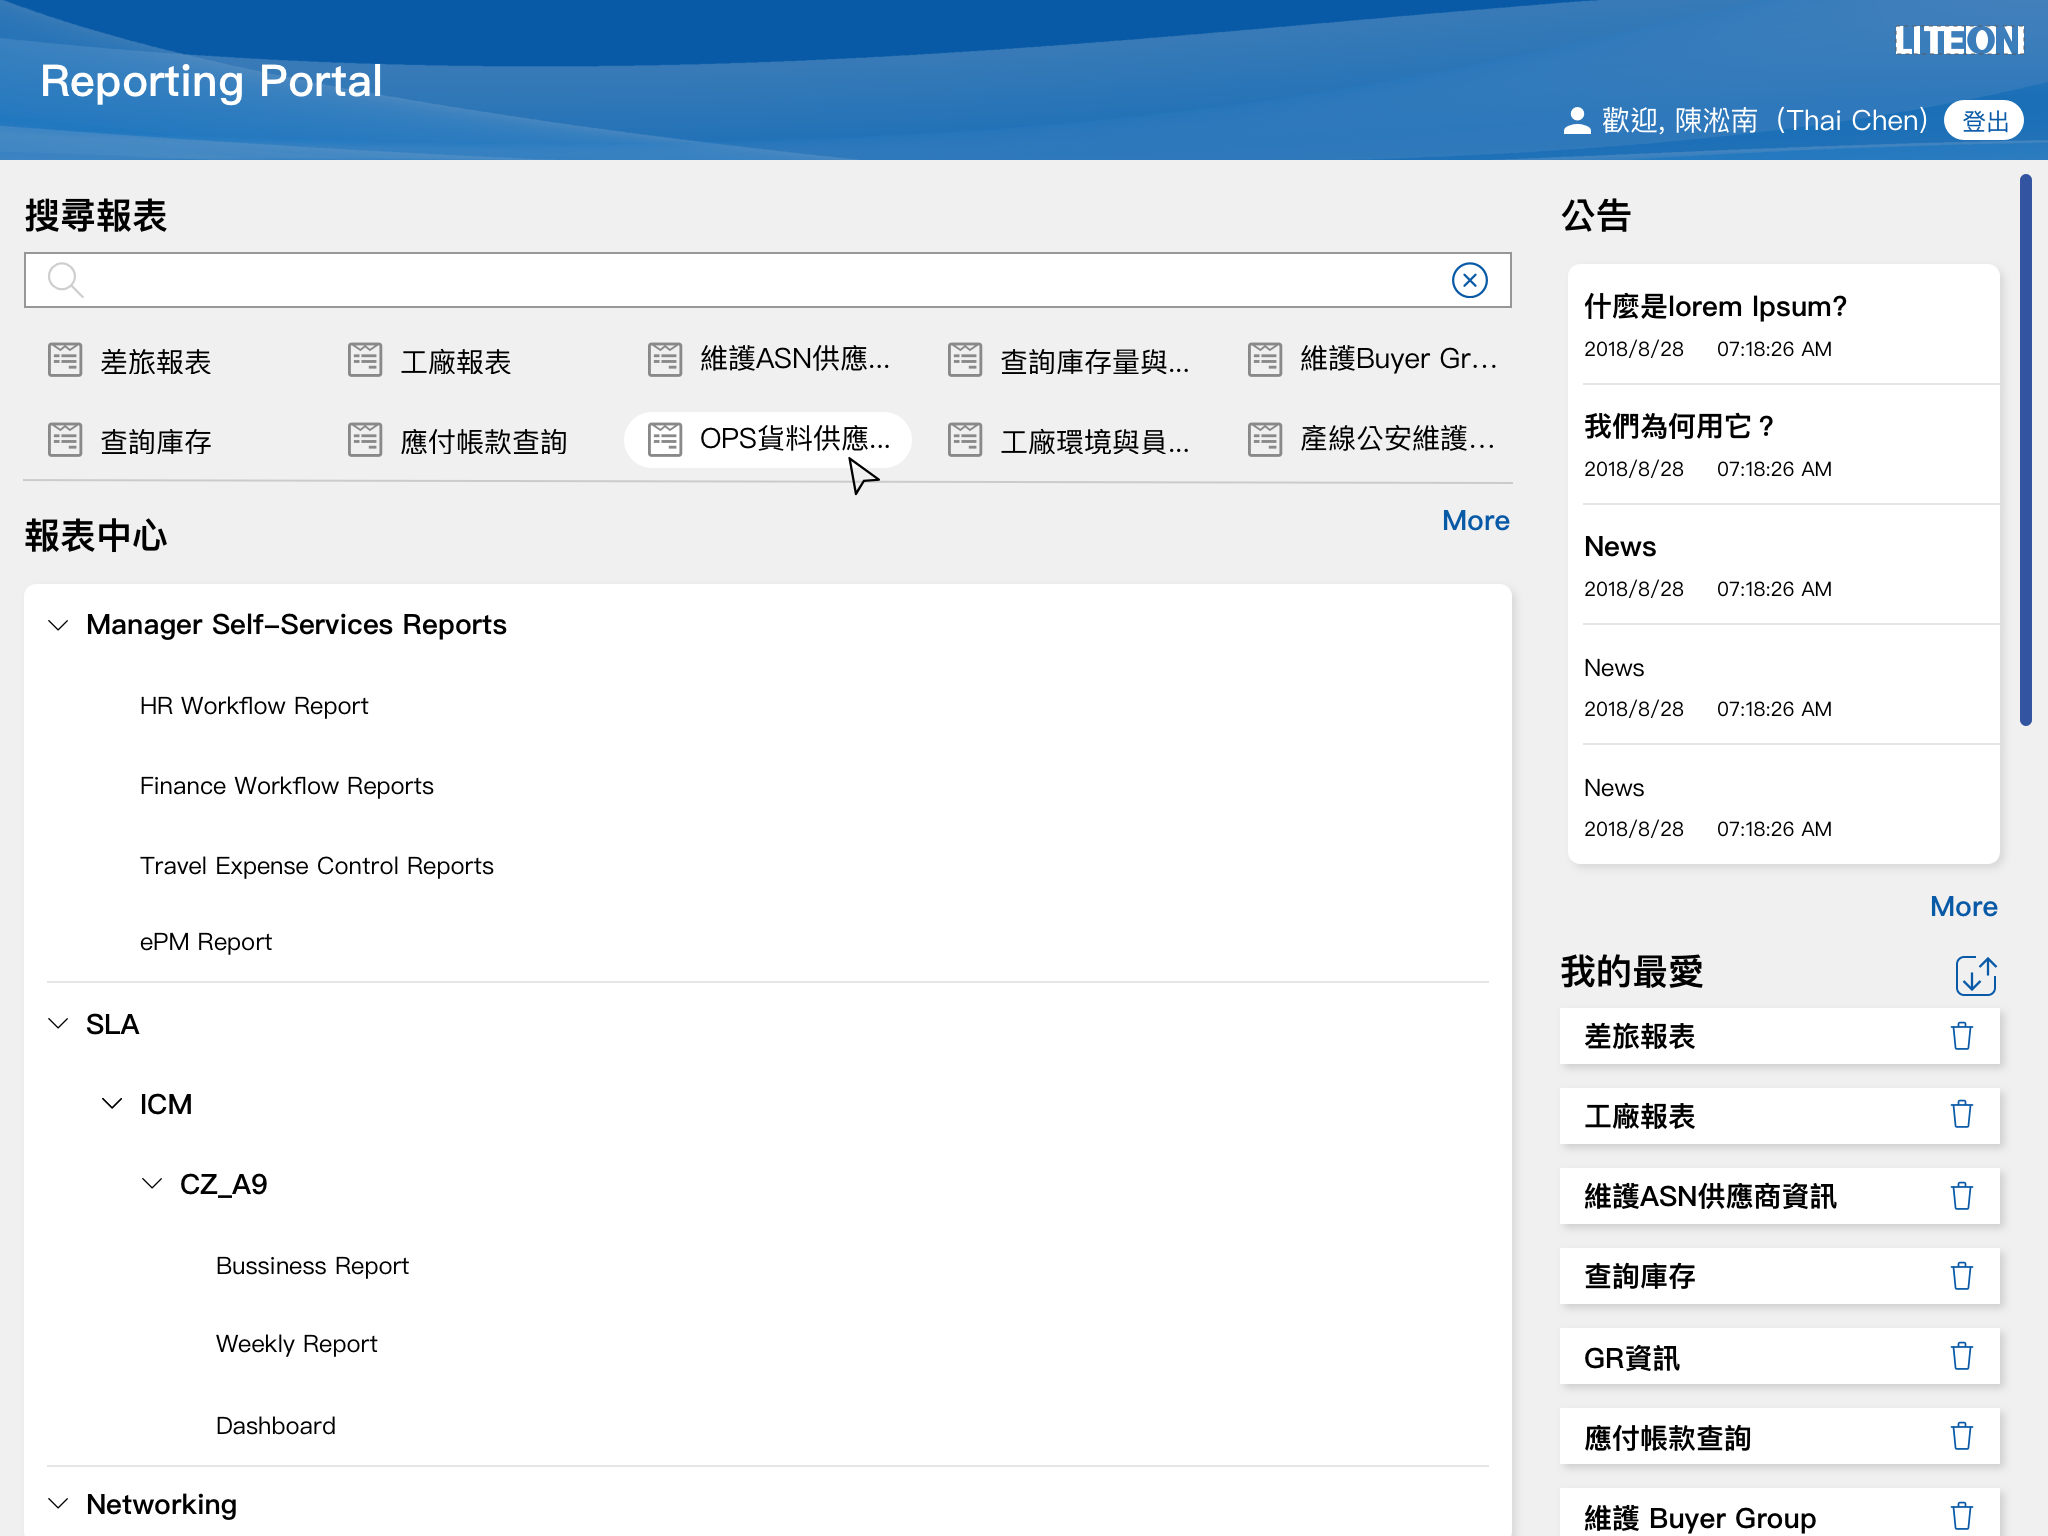 LITEON
Reporting Portal
歡迎, 陳淞南（Thai Chen）
登出
搜尋報表
差旅報表
工廠報表
維護ASN供應...
查詢庫存量與...
維護Buyer Gr...
查詢庫存
應付帳款查詢
OPS貨料供應...
工廠環境與員...
產線公安維護...
報表中心
More
Manager Self-Services Reports
HR Workflow Report
Finance Workflow Reports
Travel Expense Control Reports
ePM Report
SLA
ICM
CZ_A9
Bussiness Report
Weekly Report
Dashboard
Networking
公告
什麼是lorem Ipsum?
2018/8/28 07:18:26 AM
我們為何用它？
2018/8/28 07:18:26 AM
News
2018/8/28 07:18:26 AM
News
2018/8/28 07:18:26 AM
News
2018/8/28 07:18:26 AM
More
我的最愛
差旅報表
工廠報表
維護ASN供應商資訊
查詢庫存
GR資訊
應付帳款查詢
維護 Buyer Group